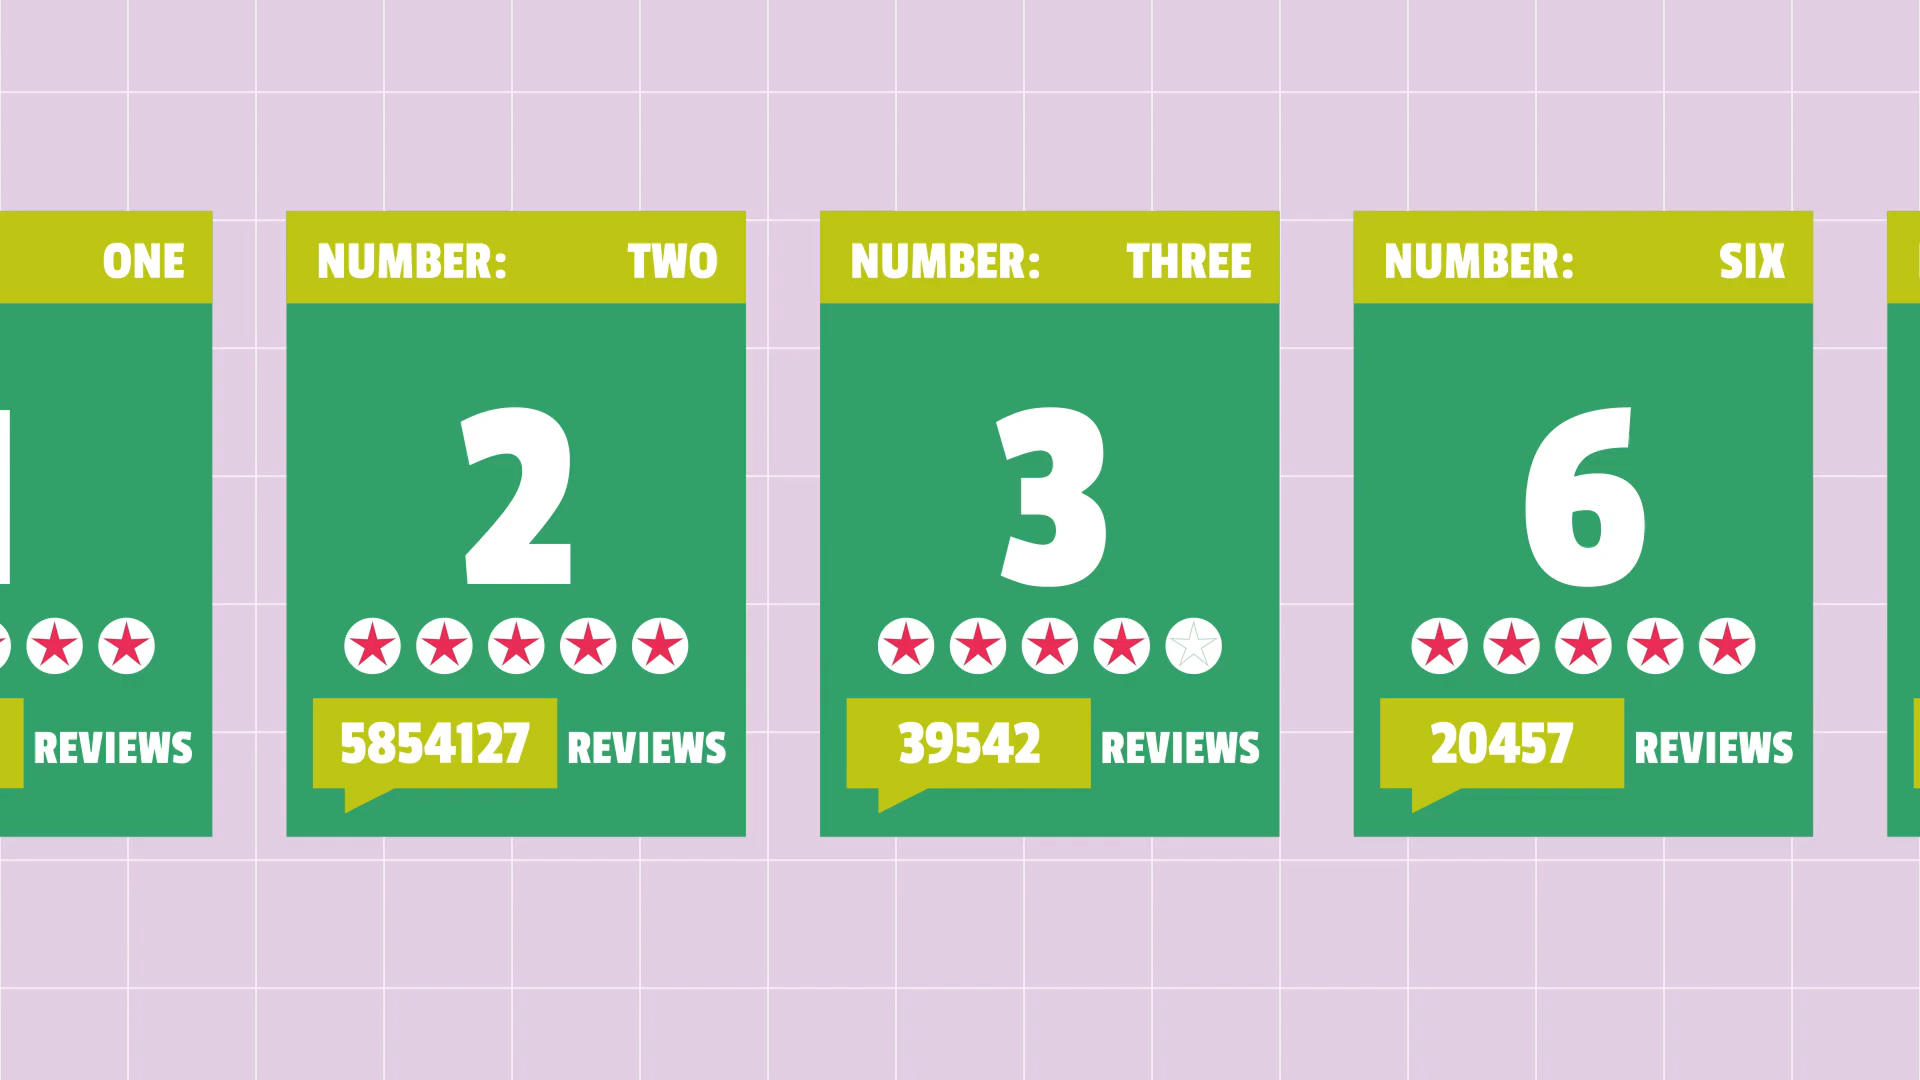 ONE
REVIEWS
NUMBER: TWO
2
5854127 REVIEWS
NUMBER: THREE
3
39542 REVIEWS
NUMBER: SIX
6
20457 REVIEWS